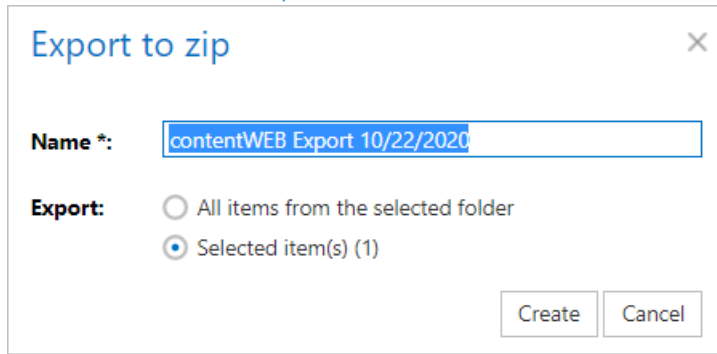 Export to zip
Name *: contentWEB Export 10/22/2020
Export: All items from the selected folder
Selected item(s) (1)
Create Cancel